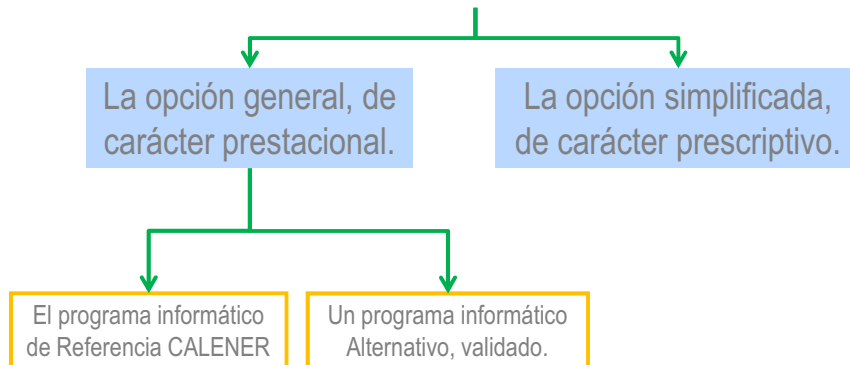 La opción general, de
carácter prestacional.
La opción simplificada,
de carácter prescriptivo.
El programa informático
de Referencia CALENER
Un programa informático
Alternativo, validado.